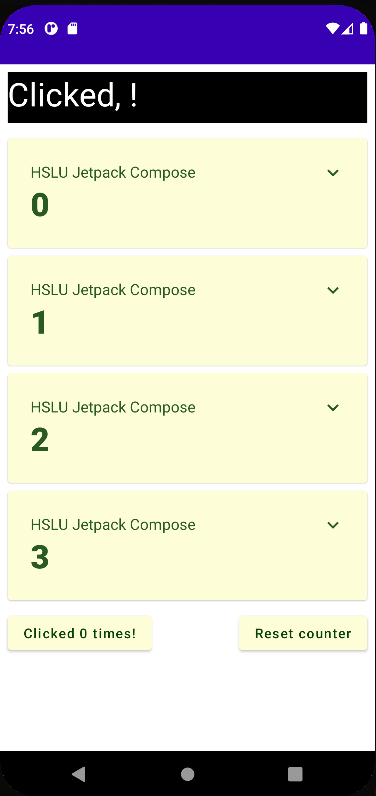 7:56
Clicked, !
HSLU Jetpack Compose
0
HSLU Jetpack Compose
1
HSLU Jetpack Compose
2
HSLU Jetpack Compose
3
Clicked 0 times!
Reset counter